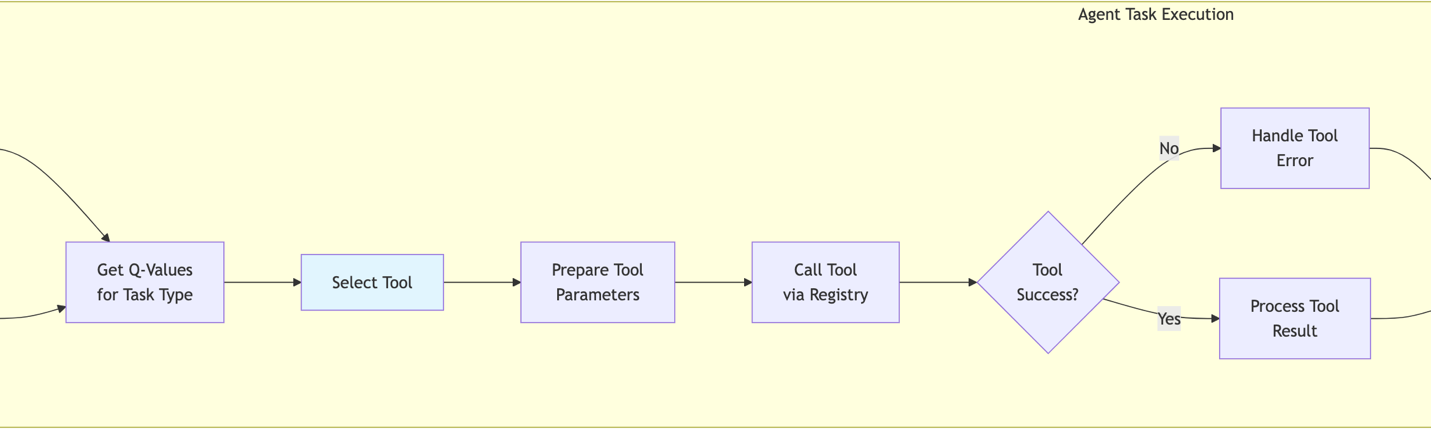 Agent Task Execution
Get Q-Values
for Task Type
Select Tool
Prepare Tool
Parameters
Call Tool
via Registry
Tool
Success?
No
Yes
Handle Tool
Error
Process Tool
Result